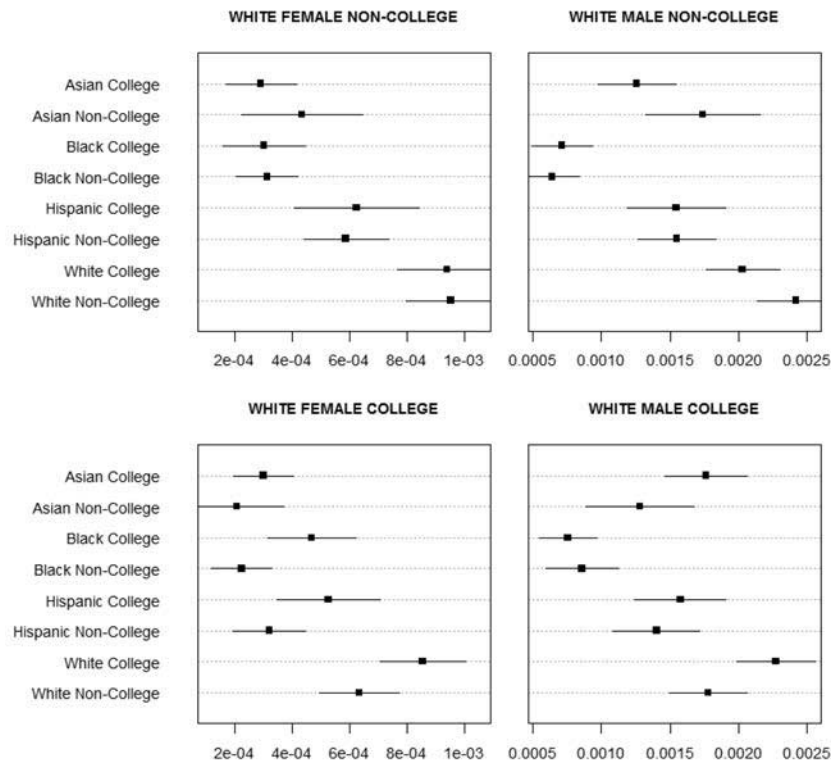 WHITE FEMALE NON-COLLEGE
WHITE MALE NON-COLLEGE
Asian College
Asian Non-College
Black College
Black Non-College
Hispanic College
Hispanic Non-College
White College
White Non-College
2e-04 4e-04 6e-04 8e-04 1e-03
0.0005 0.0010 0.0015 0.0020 0.0025
WHITE FEMALE COLLEGE
WHITE MALE COLLEGE
Asian College
Asian Non-College
Black College
Black Non-College
Hispanic College
Hispanic Non-College
White College
White Non-College
2e-04 4e-04 6e-04 8e-04 1e-03
0.0005 0.0010 0.0015 0.0020 0.0025